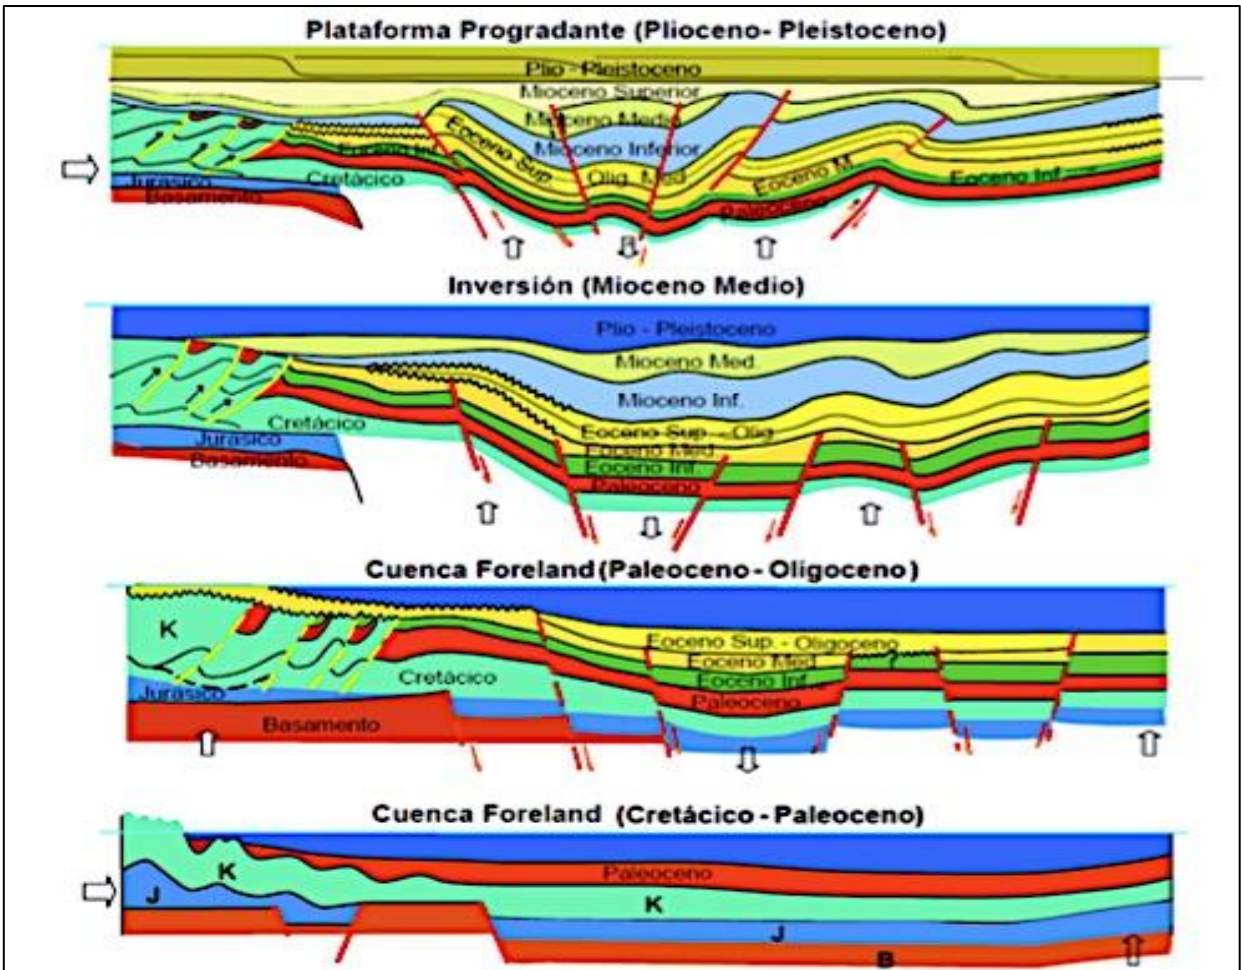 Plataforma Progradante (Plioceno- Pleistoceno)
Plio - Pleistoceno
Mioceno Superior
Mioceno Medio
Eoceno Sup.
Mioceno Inferior
Eoceno Inf.
Olig. Med
Eoceno M.
Eoceno Inf.
Jurasico
Cretácico
Basamento
Paleoceno
Inversión (Mioceno Medio)
Plio - Pleistoceno
Mioceno Med.
Mioceno Inf.
Cretácico
Eoceno Sup. - Olig
Jurasico
Eoceno Med
Basamento
Eoceno Inf.
Paleoceno
Cuenca Foreland (Paleoceno - Oligoceno)
K
Eoceno Sup. - Oligoceno
Eoceno Med
?
Cretácico
Eoceno Inf.
Jurasico
Paleoceno
Basamento
Cuenca Foreland (Cretácico - Paleoceno)
K
Paleoceno
J
K
J
B